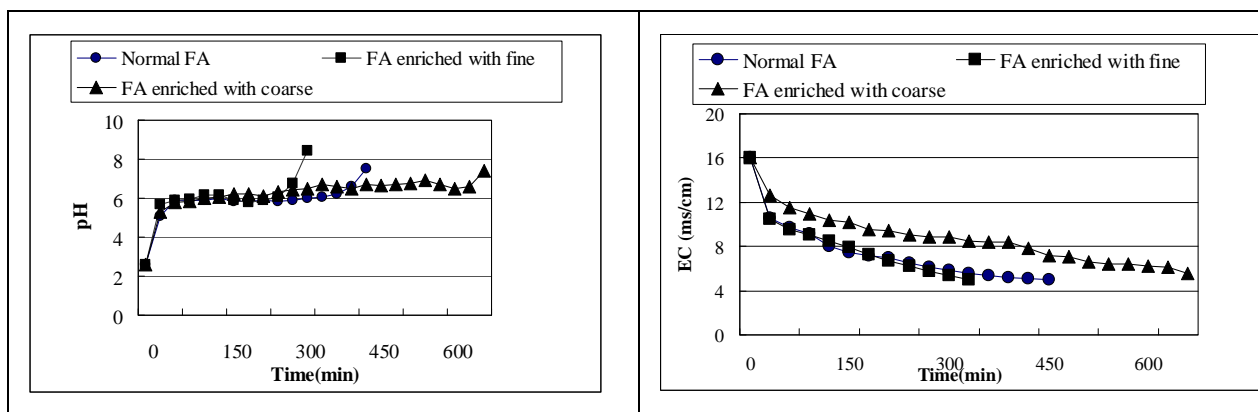 Normal FA
FA enriched with fine
FA enriched with coarse
10
8
6
4
2
0
pH
0 150 300 450 600
Time(min)
Normal FA
FA enriched with fine
FA enriched with coarse
20
16
12
8
4
0
EC (ms/cm)
0 150 300 450 600
Time(min)